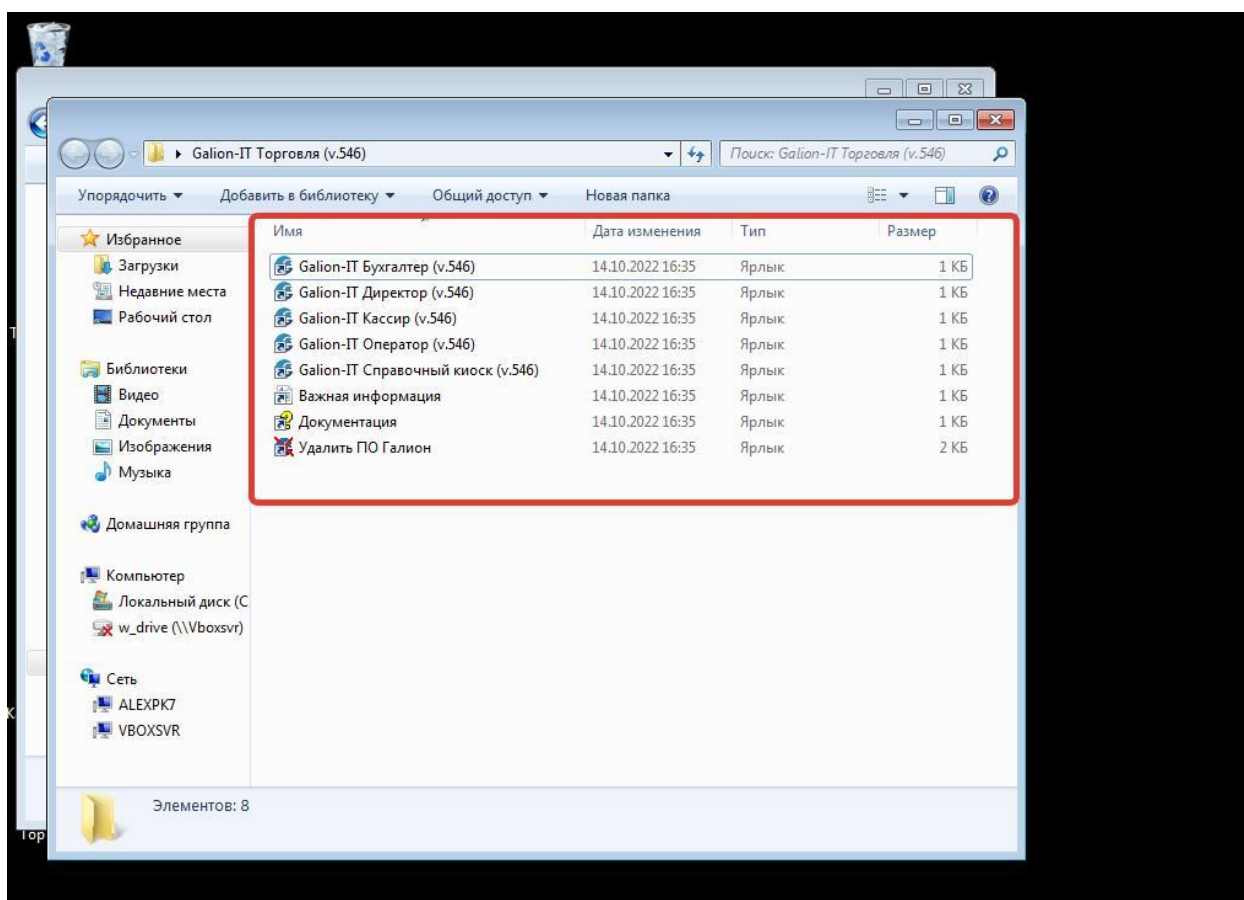 Galion-IT Торговля (v.546)
Поиск: Galion-IT Торговля (v.546)
Упорядочить
Добавить в библиотеку
Общий доступ
Новая папка
Имя Дата изменения Тип Размер
Galion-IT Бухгалтер (v.546) 14.10.2022 16:35 Ярлык 1 КБ
Galion-IT Директор (v.546) 14.10.2022 16:35 Ярлык 1 КБ
Galion-IT Кассир (v.546) 14.10.2022 16:35 Ярлык 1 КБ
Galion-IT Оператор (v.546) 14.10.2022 16:35 Ярлык 1 КБ
Galion-IT Справочный киоск (v.546) 14.10.2022 16:35 Ярлык 1 КБ
Важная информация 14.10.2022 16:35 Ярлык 1 КБ
Документация 14.10.2022 16:35 Ярлык 1 КБ
Удалить ПО Галион 14.10.2022 16:35 Ярлык 2 КБ
Избранное
Загрузки
Недавние места
Рабочий стол
Библиотеки
Видео
Документы
Изображения
Музыка
Домашняя группа
Компьютер
Локальный диск (C
w_drive (\\Vboxsvr)
Сеть
ALEXPK7
VBOXSVR
Элементов: 8
Тор